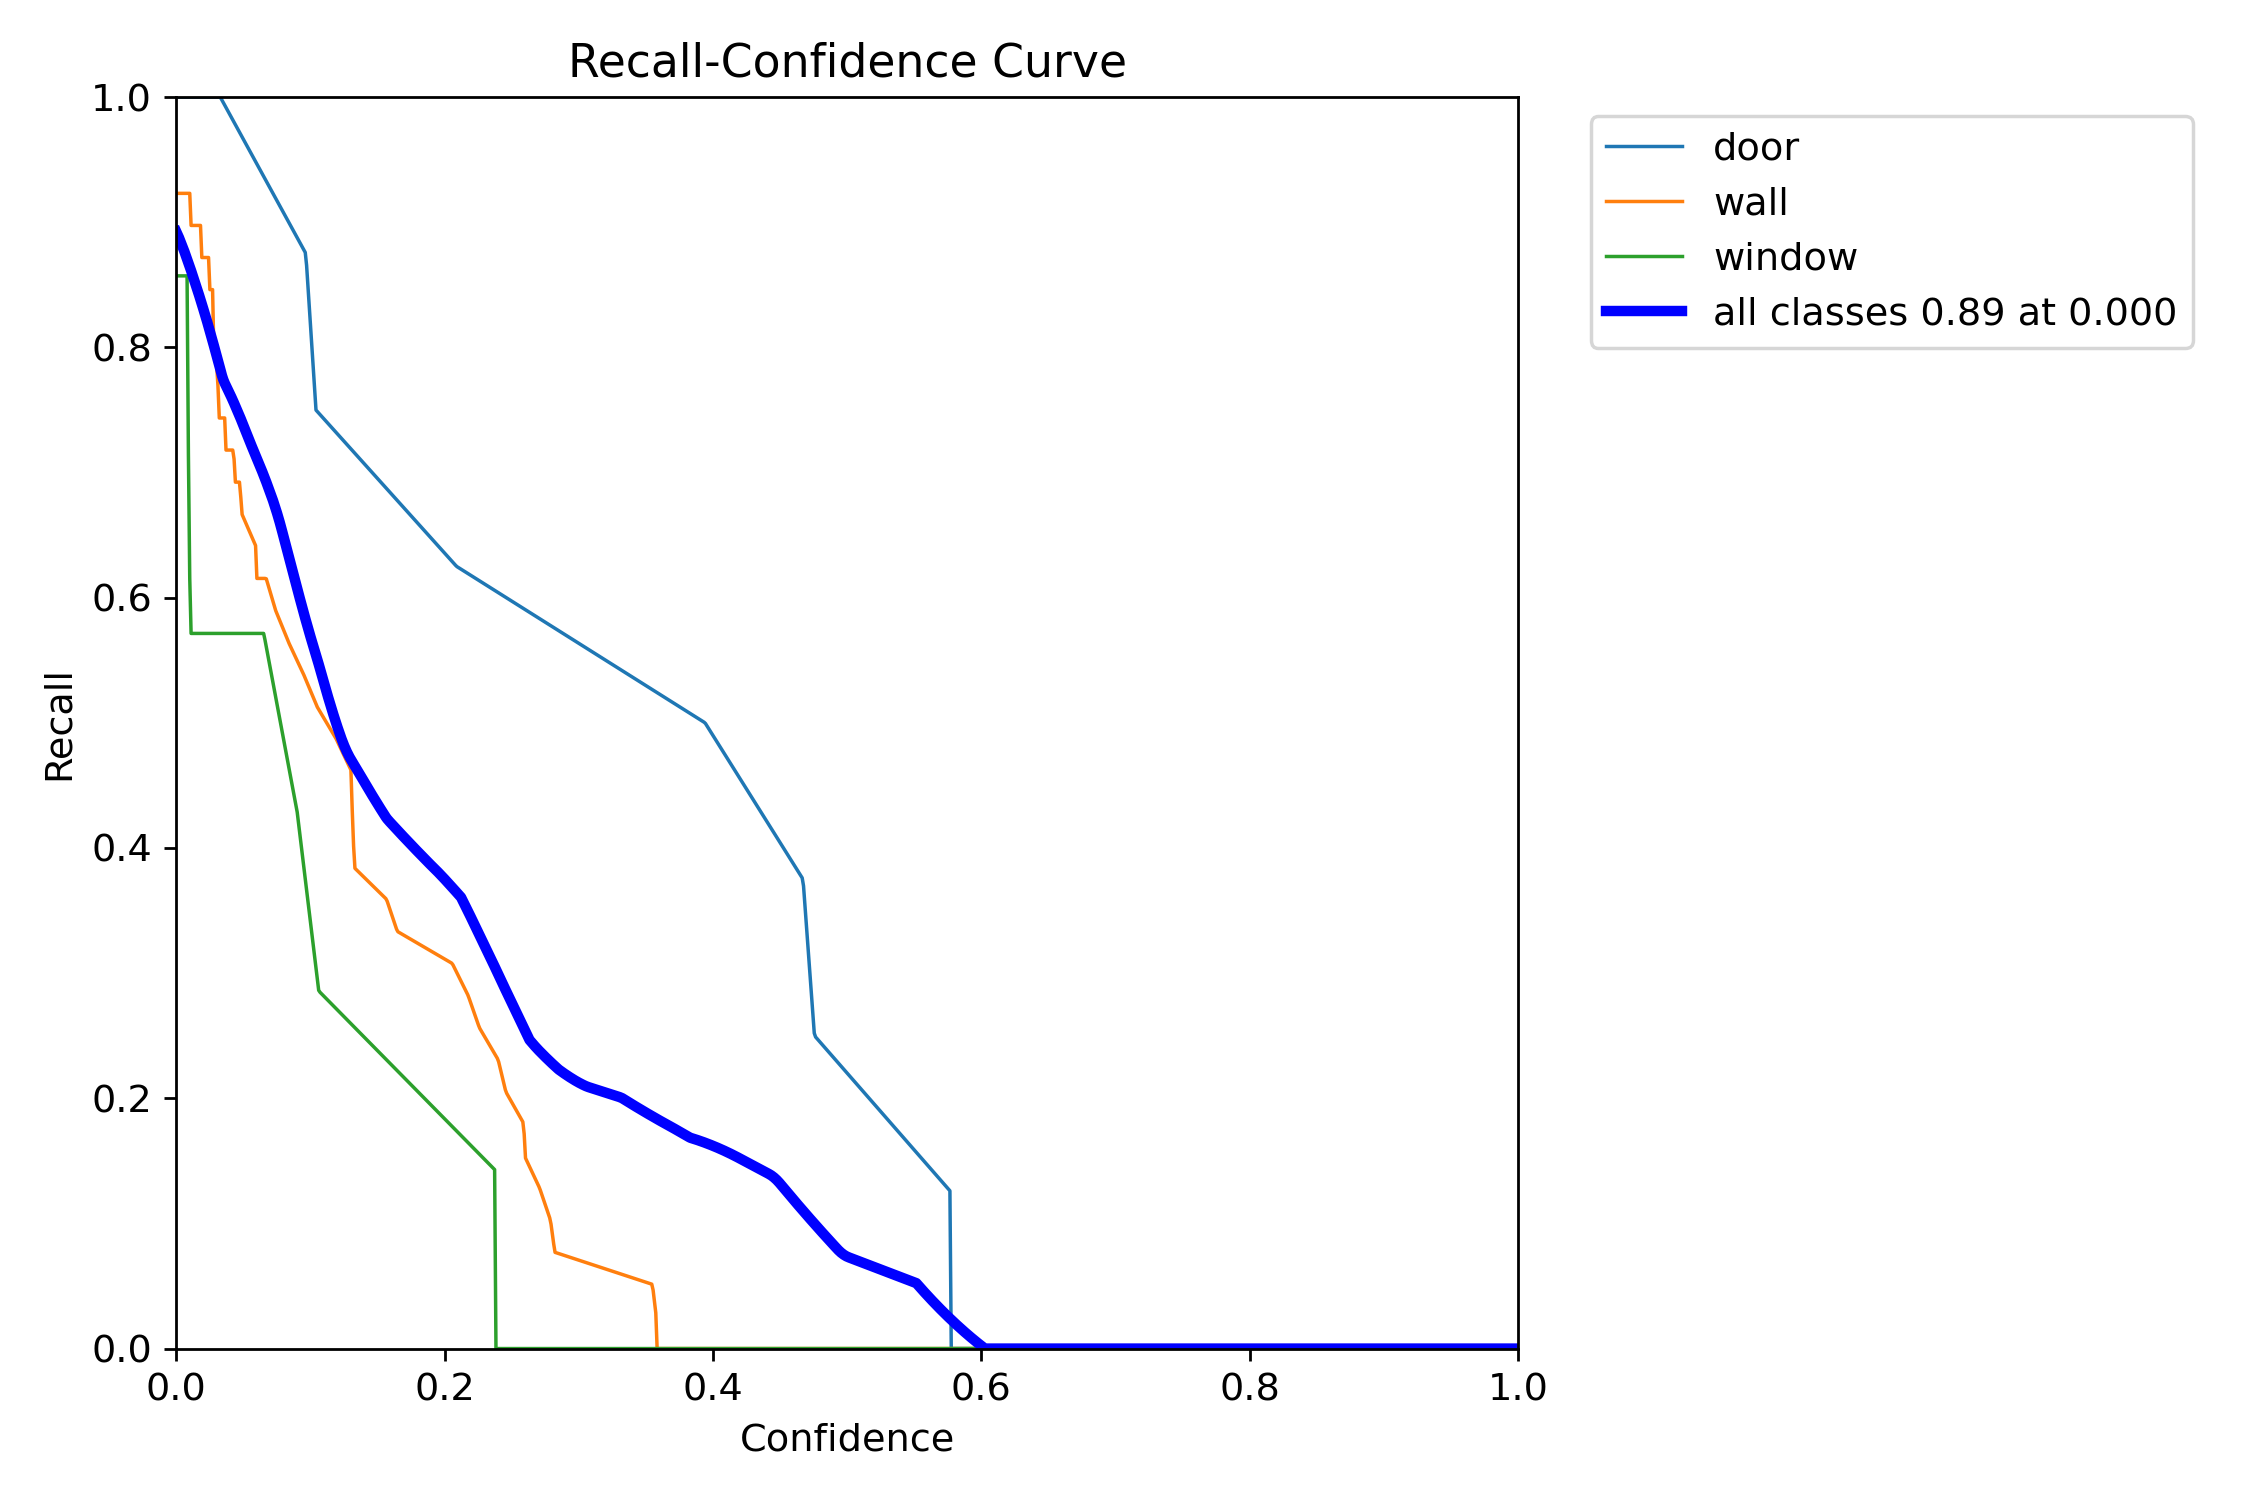 Recall-Confidence Curve
1.0
0.8
0.6
0.4
0.2
0.0
Recall
0.0 0.2 0.4 0.6 0.8 1.0
Confidence
door
wall
window
all classes 0.89 at 0.000